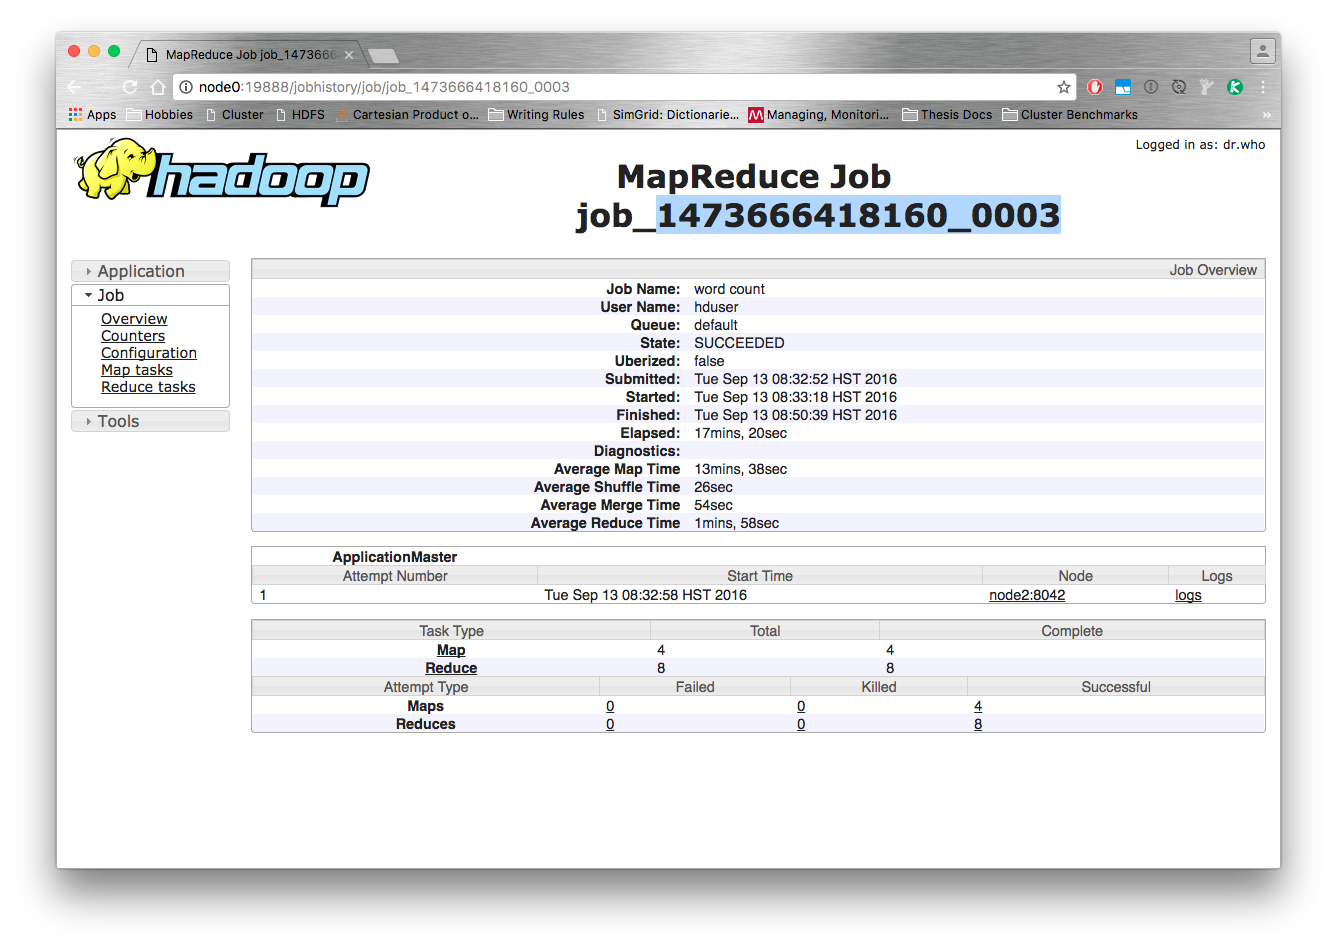 MapReduce Job job_1473666
node0:19888/jobhistory/job/job_1473666418160_0003
Apps Hobbies Cluster HDFS Cartesian Product o... Writing Rules SimGrid: Dictionarie... Managing, Monitori... Thesis Docs Cluster Benchmarks »
Logged in as: dr.who
hadoop
MapReduce Job
job_1473666418160_0003
Application
Job
Overview
Counters
Configuration
Map tasks
Reduce tasks
Tools
Job Overview
Job Name: word count
User Name: hduser
Queue: default
State: SUCCEEDED
Uberized: false
Submitted: Tue Sep 13 08:32:52 HST 2016
Started: Tue Sep 13 08:33:18 HST 2016
Finished: Tue Sep 13 08:50:39 HST 2016
Elapsed: 17mins, 20sec
Diagnostics:
Average Map Time 13mins, 38sec
Average Shuffle Time 26sec
Average Merge Time 54sec
Average Reduce Time 1mins, 58sec
ApplicationMaster
Attempt Number Start Time Node Logs
1 Tue Sep 13 08:32:58 HST 2016 node2:8042 logs
Task Type Total Complete
Map 4 4
Reduce 8 8
Attempt Type Failed Killed Successful
Maps 0 0 4
Reduces 0 0 8